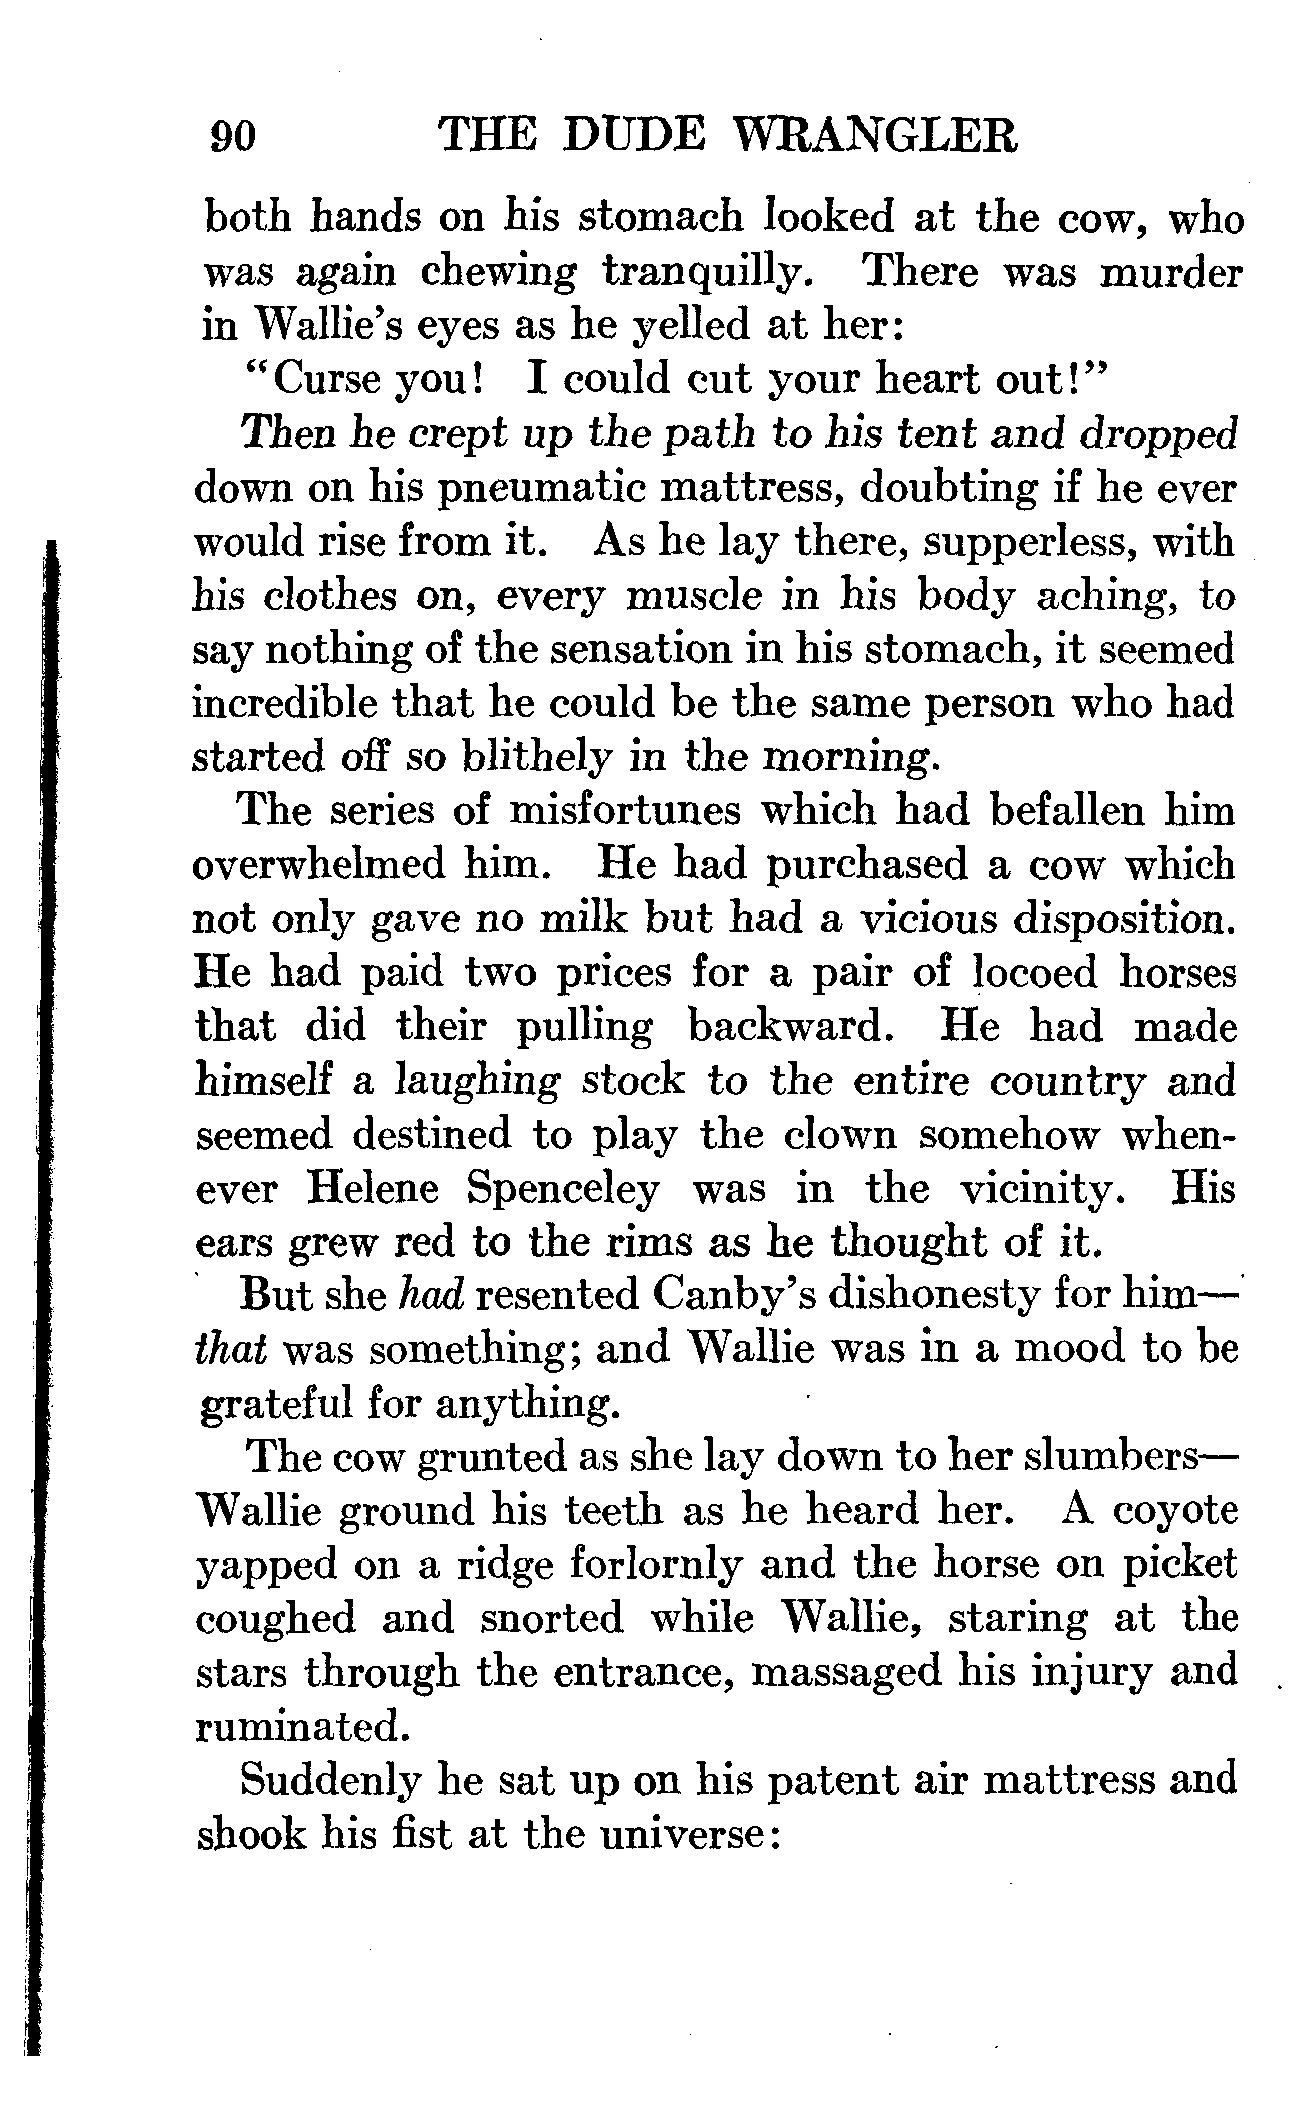 90 THE DUDE WRANGLER
both hands on his stomach looked at the cow, who
was again chewing tranquilly. There was murder
in Wallie's eyes as he yelled at her:
"Curse you! I could cut your heart out!"
Then he crept up the path to his tent and dropped
down on his pneumatic mattress, doubting if he ever
would rise from it. As he lay there, supperless, with
his clothes on, every muscle in his body aching, to
say nothing of the sensation in his stomach, it seemed
incredible that he could be the same person who had
started off so blithely in the morning.
The series of misfortunes which had befallen him
overwhelmed him. He had purchased a cow which
not only gave no milk but had a vicious disposition.
He had paid two prices for a pair of locoed horses
that did their pulling backward. He had made
himself a laughing stock to the entire country and
seemed destined to play the clown somehow when-
ever Helene Spenceley was in the vicinity. His
ears grew red to the rims as he thought of it.
But she had resented Canby's dishonesty for him—
that was something; and Wallie was in a mood to be
grateful for anything.
The cow grunted as she lay down to her slumbers—
Wallie ground his teeth as he heard her. A coyote
yapped on a ridge forlornly and the horse on picket
coughed and snorted while Wallie, staring at the
stars through the entrance, massaged his injury and
ruminated.
Suddenly he sat up on his patent air mattress and
shook his fist at the universe: